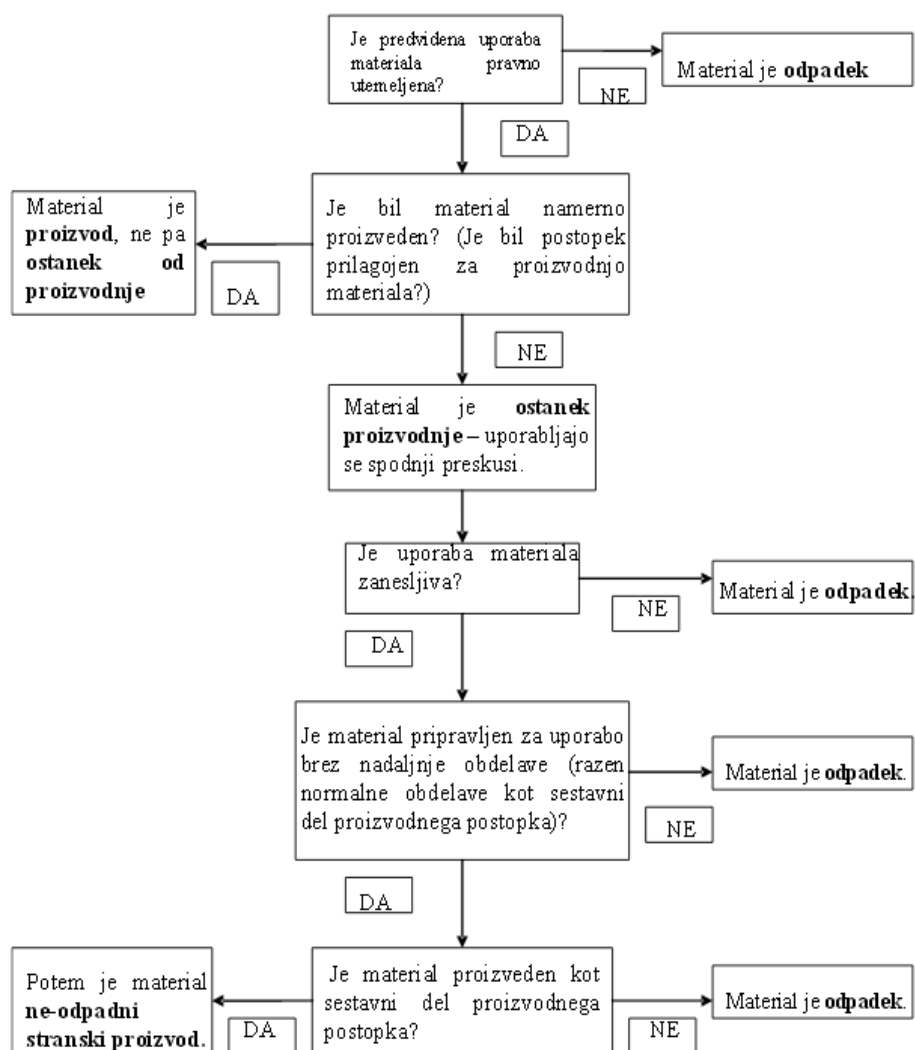 Je predvidena uporaba
materiala pravno
utemeljena?
Material je odpadek
NE
DA
Material je
proizvod, ne pa
ostanek od
proizvodnje
Je bil material namerno
proizveden? (Je bil postopek
prilagojen za proizvodnjo
materiala?)
DA
NE
Material je ostanek
proizvodnje – uporabljajo
se spodnji preskusi.
Je uporaba materiala
zanesljiva?
Material je odpadek.
NE
DA
Je material pripravljen za uporabo
brez nadaljnje obdelave (razen
normalne obdelave kot sestavni
del proizvodnega postopka)?
Material je odpadek.
NE
DA
Potem je material
ne-odpadni
stranski proizvod.
Je material proizveden kot
sestavni del proizvodnega
postopka?
Material je odpadek.
DA
NE